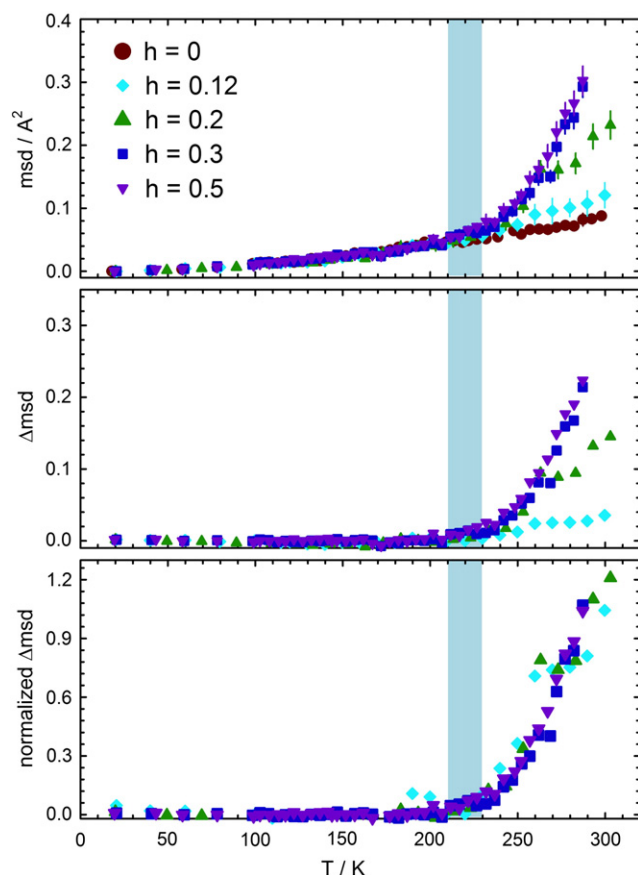 0.4
0.3
0.2
0.1
0.0
msd / A²
h = 0
h = 0.12
h = 0.2
h = 0.3
h = 0.5
0.3
0.2
0.1
0.0
Δmsd
1.2
0.9
0.6
0.3
0.0
normalized Δmsd
0 50 100 150 200 250 300
T / K